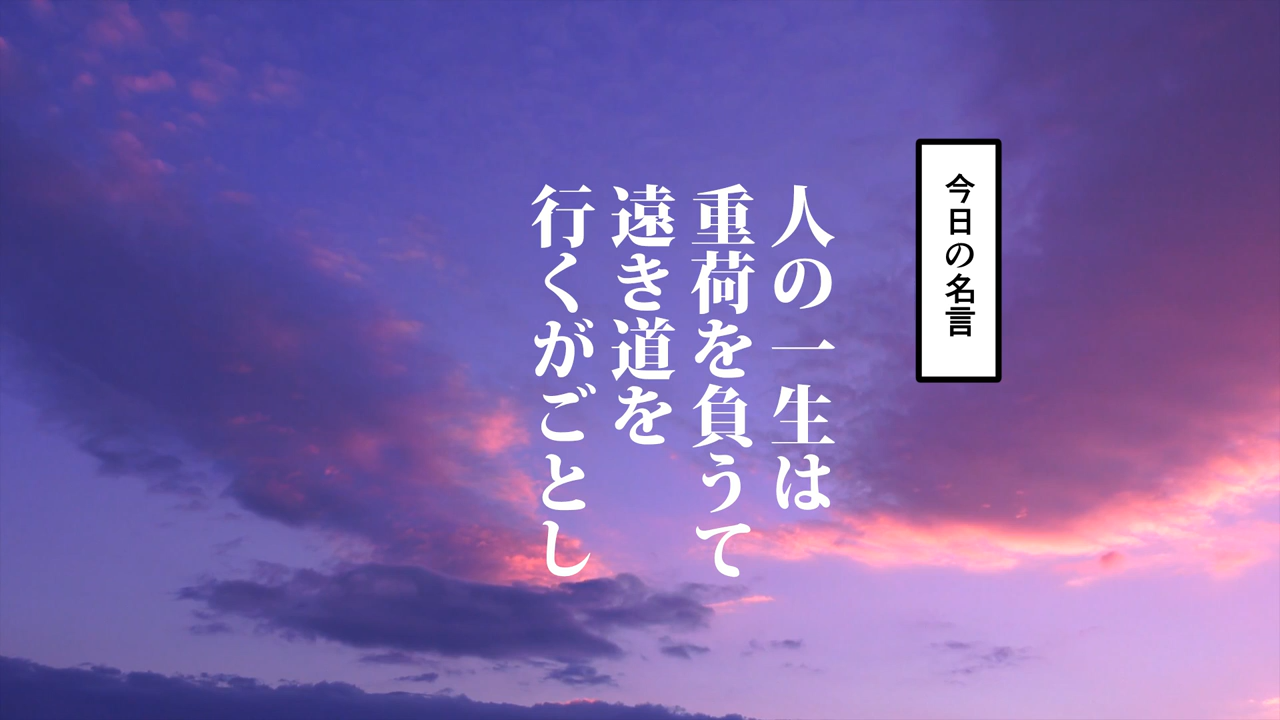 今日の名言
人の一生は
重荷を負うて
遠き道を
行くがごとし